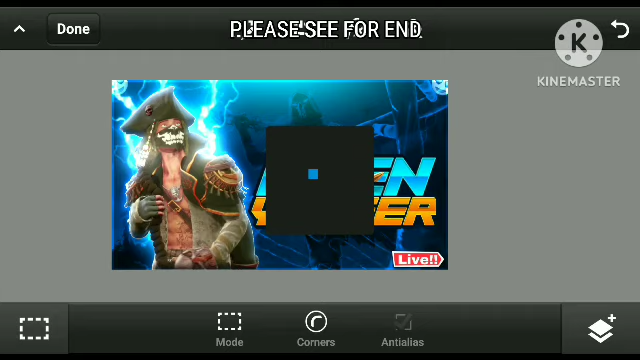 PLEASE SEE FOR END
Done
K
KINEMASTER
Live!!
Mode
Corners
Antialias